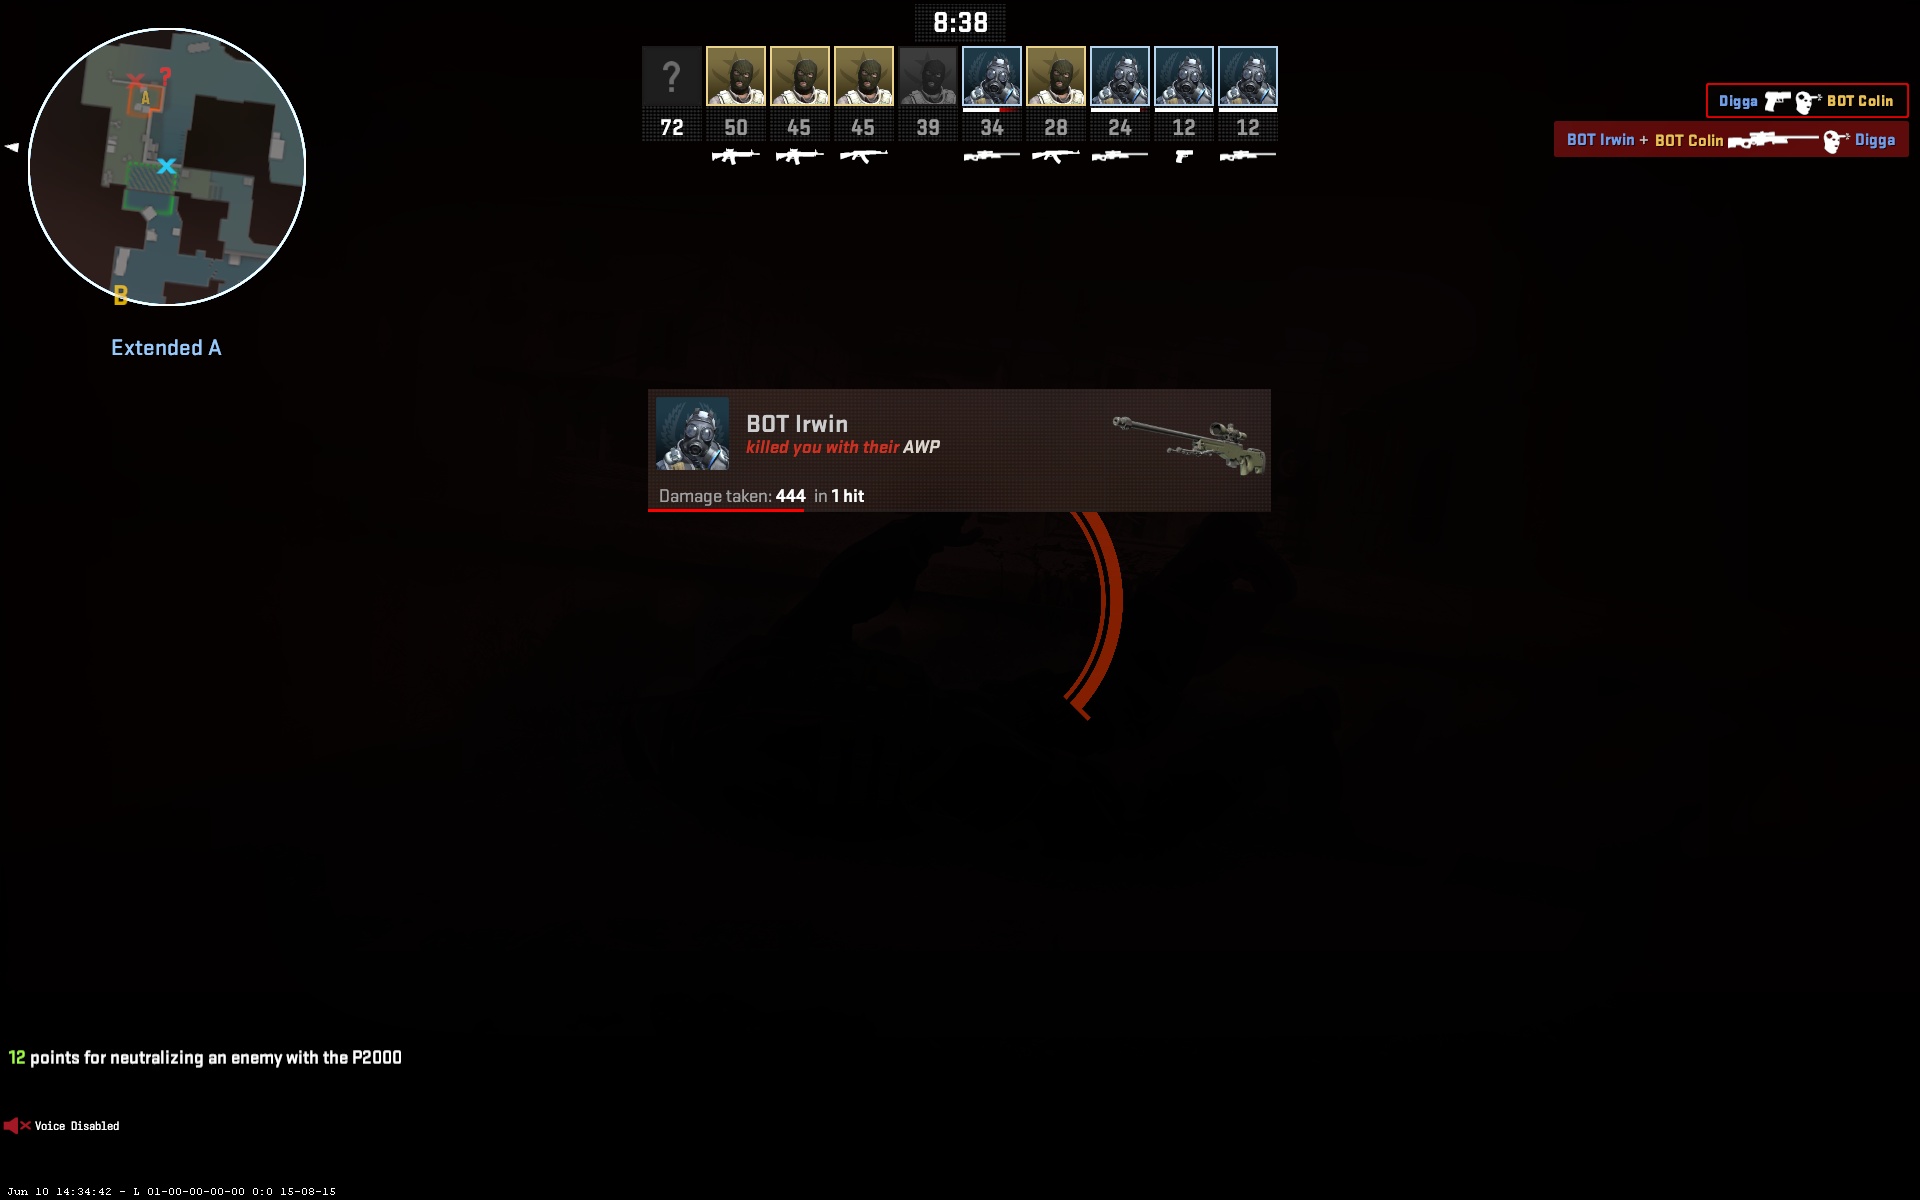 8:38
?
72 50 45 45 39 34 28 24 12 12
Digga BOT Colin
BOT Irwin + BOT Colin Digga
?
A
B
Extended A
BOT Irwin
killed you with their AWP
Damage taken: 444 in 1 hit
12 points for neutralizing an enemy with the P2000
Voice Disabled
Jun 10 14:34:42 - L 01-00-00-00-00 0:0 15-08-15